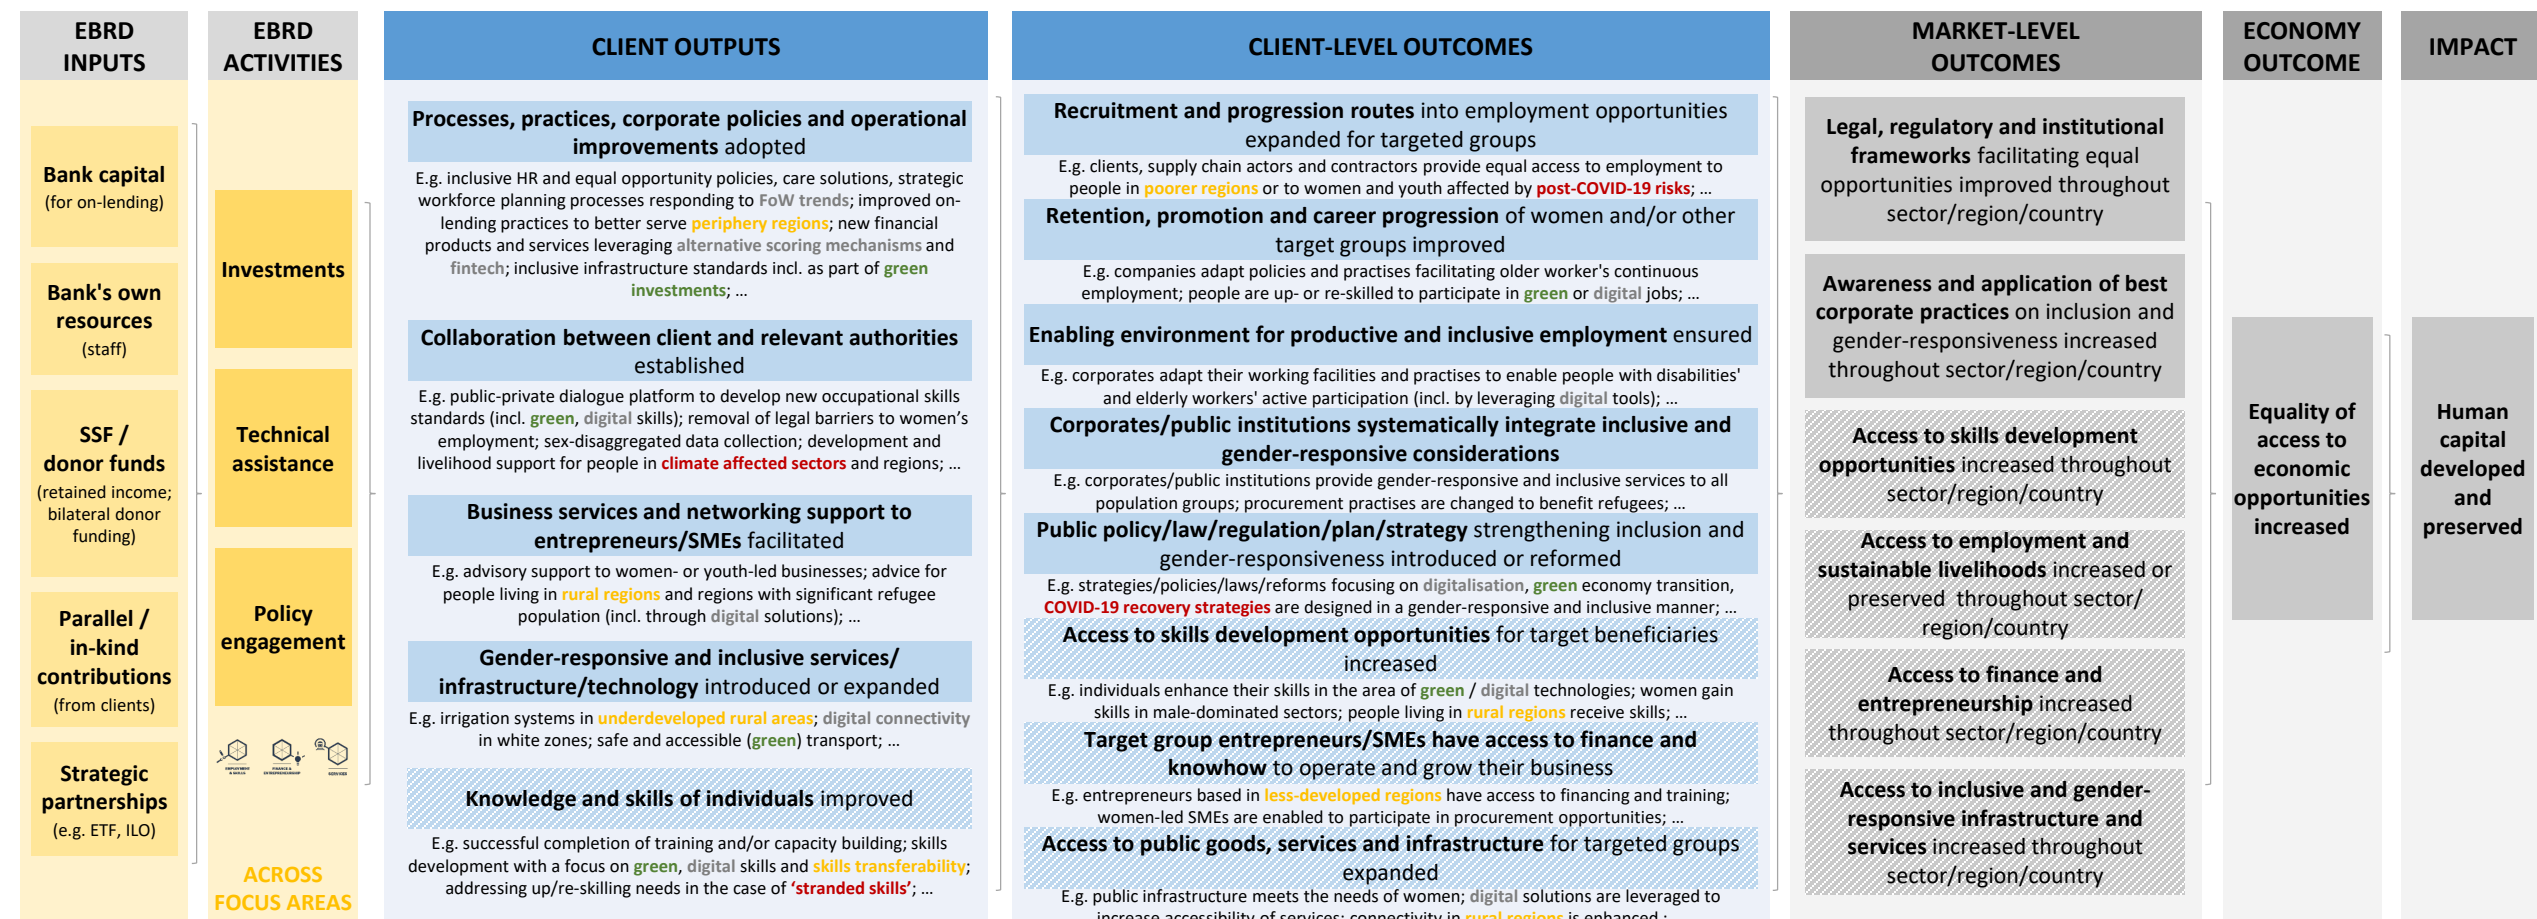 EBRD
INPUTS
Bank capital
(for on-lending)
Bank's own
resources
(staff)
SSF /
donor funds
(retained income;
bilateral donor
funding)
Parallel /
in-kind
contributions
(from clients)
Strategic
partnerships
(e.g. ETF, ILO)
EBRD
ACTIVITIES
Investments
Technical
assistance
Policy
engagement
EMPLOYMENT
& SKILLS
FINANCE &
ENTREPRENEURSHIP
SERVICES
ACROSS
FOCUS AREAS
CLIENT OUTPUTS
Processes, practices, corporate policies and operational
improvements adopted
E.g. inclusive HR and equal opportunity policies, care solutions, strategic
workforce planning processes responding to FoW trends; improved on-
lending practices to better serve periphery regions; new financial
products and services leveraging alternative scoring mechanisms and
fintech; inclusive infrastructure standards incl. as part of green
investments; …
Collaboration between client and relevant authorities
established
E.g. public-private dialogue platform to develop new occupational skills
standards (incl. green, digital skills); removal of legal barriers to women’s
employment; sex-disaggregated data collection; development and
livelihood support for people in climate affected sectors and regions; …
Business services and networking support to
entrepreneurs/SMEs facilitated
E.g. advisory support to women- or youth-led businesses; advice for
people living in rural regions and regions with significant refugee
population (incl. through digital solutions); …
Gender-responsive and inclusive services/
infrastructure/technology introduced or expanded
E.g. irrigation systems in underdeveloped rural areas; digital connectivity
in white zones; safe and accessible (green) transport; …
Knowledge and skills of individuals improved
E.g. successful completion of training and/or capacity building; skills
development with a focus on green, digital skills and skills transferability;
addressing up/re-skilling needs in the case of ‘stranded skills’; …
CLIENT-LEVEL OUTCOMES
Recruitment and progression routes into employment opportunities
expanded for targeted groups
E.g. clients, supply chain actors and contractors provide equal access to employment to
people in poorer regions or to women and youth affected by post-COVID-19 risks; …
Retention, promotion and career progression of women and/or other
target groups improved
E.g. companies adapt policies and practises facilitating older worker's continuous
employment; people are up- or re-skilled to participate in green or digital jobs; …
Enabling environment for productive and inclusive employment ensured
E.g. corporates adapt their working facilities and practises to enable people with disabilities'
and elderly workers' active participation (incl. by leveraging digital tools); …
Corporates/public institutions systematically integrate inclusive and
gender-responsive considerations
E.g. corporates/public institutions provide gender-responsive and inclusive services to all
population groups; procurement practises are changed to benefit refugees; …
Public policy/law/regulation/plan/strategy strengthening inclusion and
gender-responsiveness introduced or reformed
E.g. strategies/policies/laws/reforms focusing on digitalisation, green economy transition,
COVID-19 recovery strategies are designed in a gender-responsive and inclusive manner; …
Access to skills development opportunities for target beneficiaries
increased
E.g. individuals enhance their skills in the area of green / digital technologies; women gain
skills in male-dominated sectors; people living in rural regions receive skills; …
Target group entrepreneurs/SMEs have access to finance and
knowhow to operate and grow their business
E.g. entrepreneurs based in less-developed regions have access to financing and training;
women-led SMEs are enabled to participate in procurement opportunities; …
Access to public goods, services and infrastructure for targeted groups
expanded
E.g. public infrastructure meets the needs of women; digital solutions are leveraged to
increase accessibility of services; connectivity in rural regions is enhanced ;
MARKET-LEVEL
OUTCOMES
Legal, regulatory and institutional
frameworks facilitating equal
opportunities improved throughout
sector/region/country
Awareness and application of best
corporate practices on inclusion and
gender-responsiveness increased
throughout sector/region/country
Access to skills development
opportunities increased throughout
sector/region/country
Access to employment and
sustainable livelihoods increased or
preserved throughout sector/
region/country
Access to finance and
entrepreneurship increased
throughout sector/region/country
Access to inclusive and gender-
responsive infrastructure and
services increased throughout
sector/region/country
ECONOMY
OUTCOME
Equality of
access to
economic
opportunities
increased
IMPACT
Human
capital
developed
and
preserved